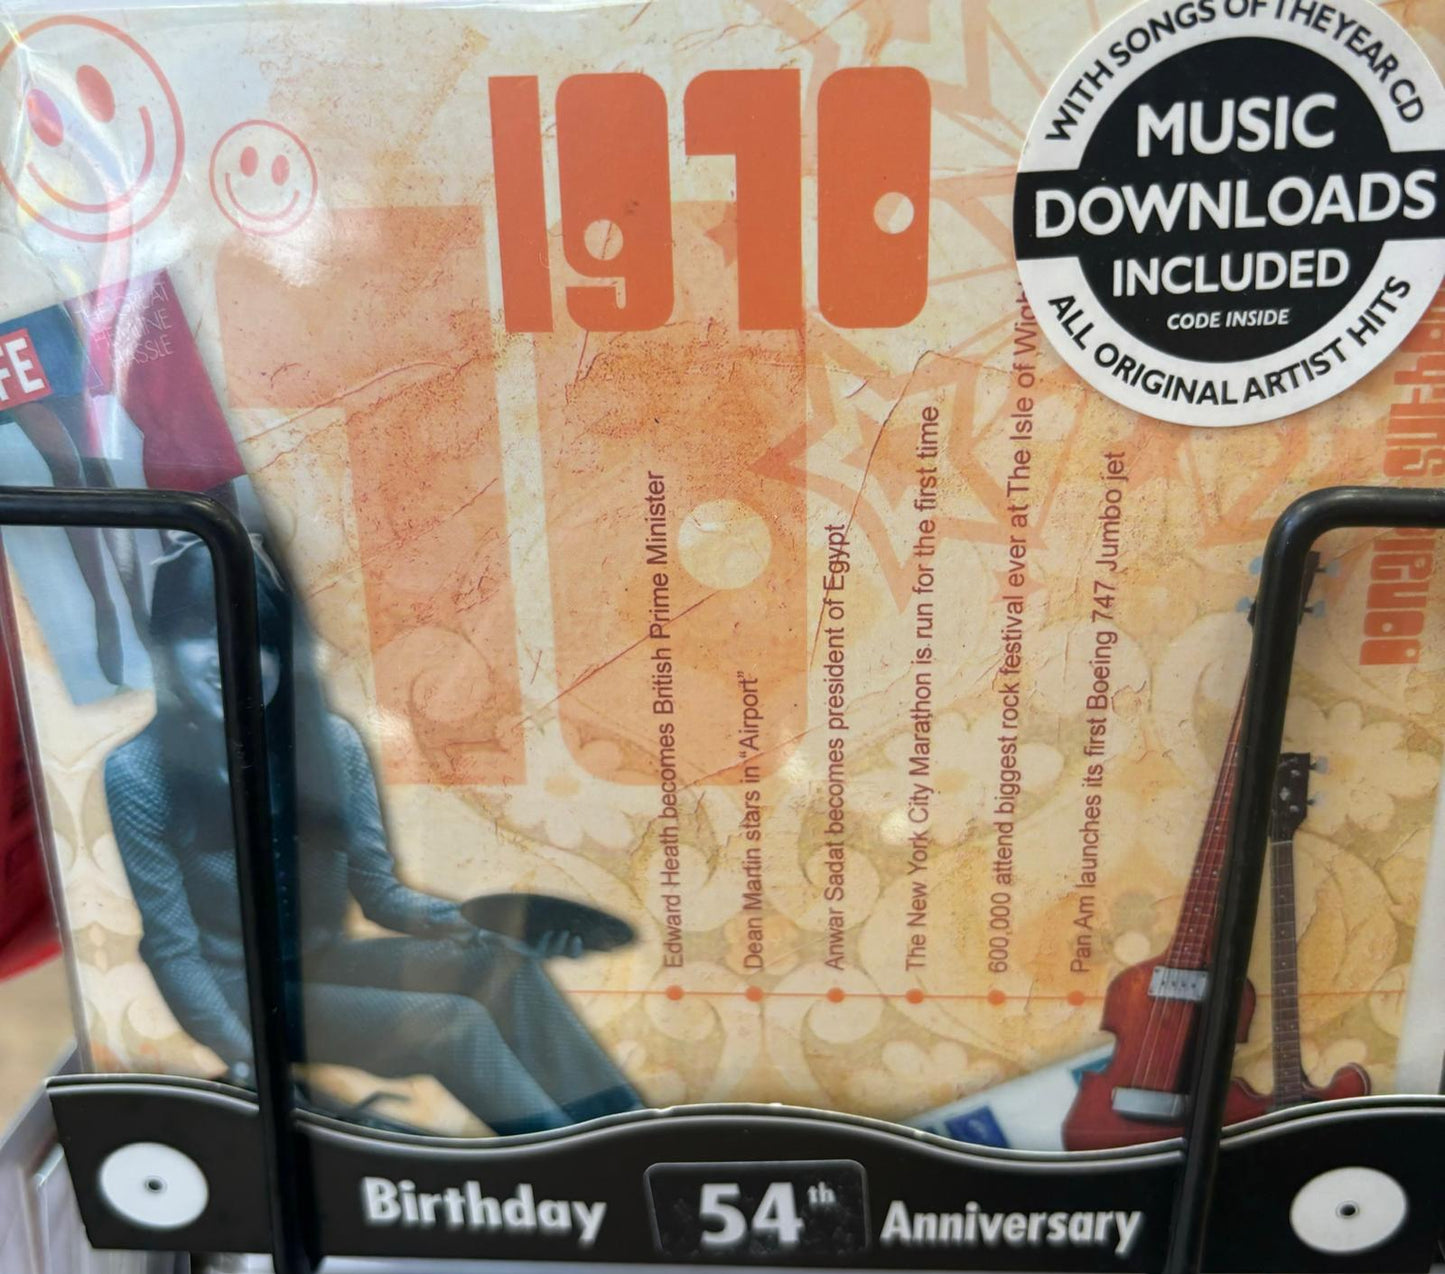 1970
WITH SONGS OF THE YEAR CD
MUSIC
DOWNLOADS
INCLUDED
CODE INSIDE
ALL ORIGINAL ARTIST HITS
FE
Edward Heath becomes British Prime Minister
Dean Martin stars in “Airport”
Anwar Sadat becomes president of Egypt
The New York City Marathon is run for the first time
600,000 attend biggest rock festival ever at The Isle of Wigh
Pan Am launches its first Boeing 747 Jumbo jet
Birthday 54th Anniversary